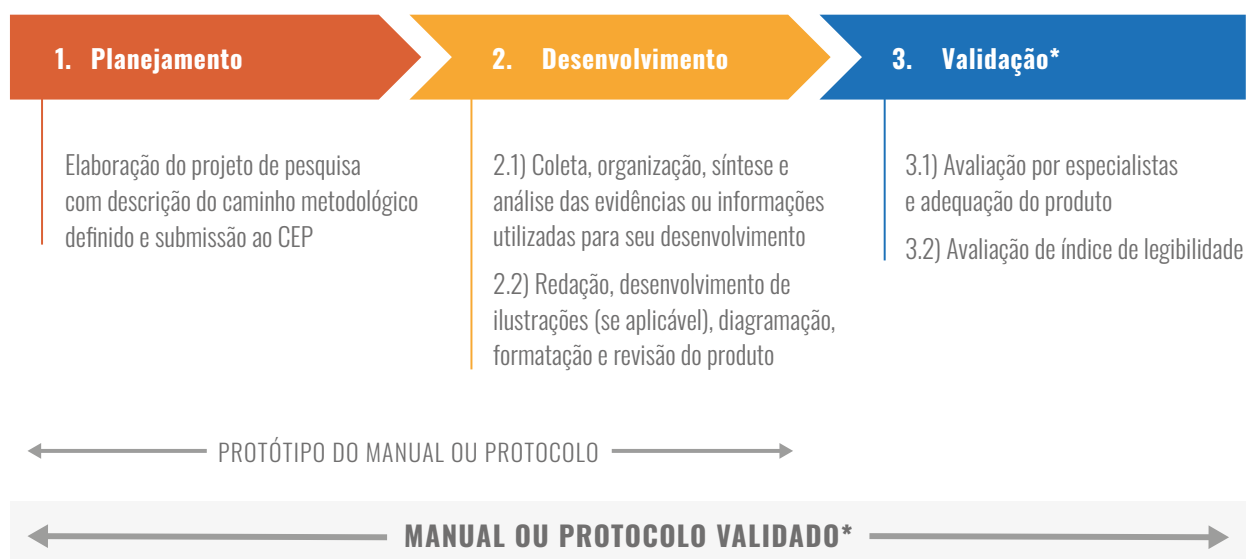 1. Planejamento
2. Desenvolvimento
3. Validação*
Elaboração do projeto de pesquisa
com descrição do caminho metodológico
definido e submissão ao CEP
2.1) Coleta, organização, síntese e
análise das evidências ou informações
utilizadas para seu desenvolvimento
2.2) Redação, desenvolvimento de
ilustrações (se aplicável), diagramação,
formatação e revisão do produto
3.1) Avaliação por especialistas
e adequação do produto
3.2) Avaliação de índice de legibilidade
PROTÓTIPO DO MANUAL OU PROTOCOLO
MANUAL OU PROTOCOLO VALIDADO*